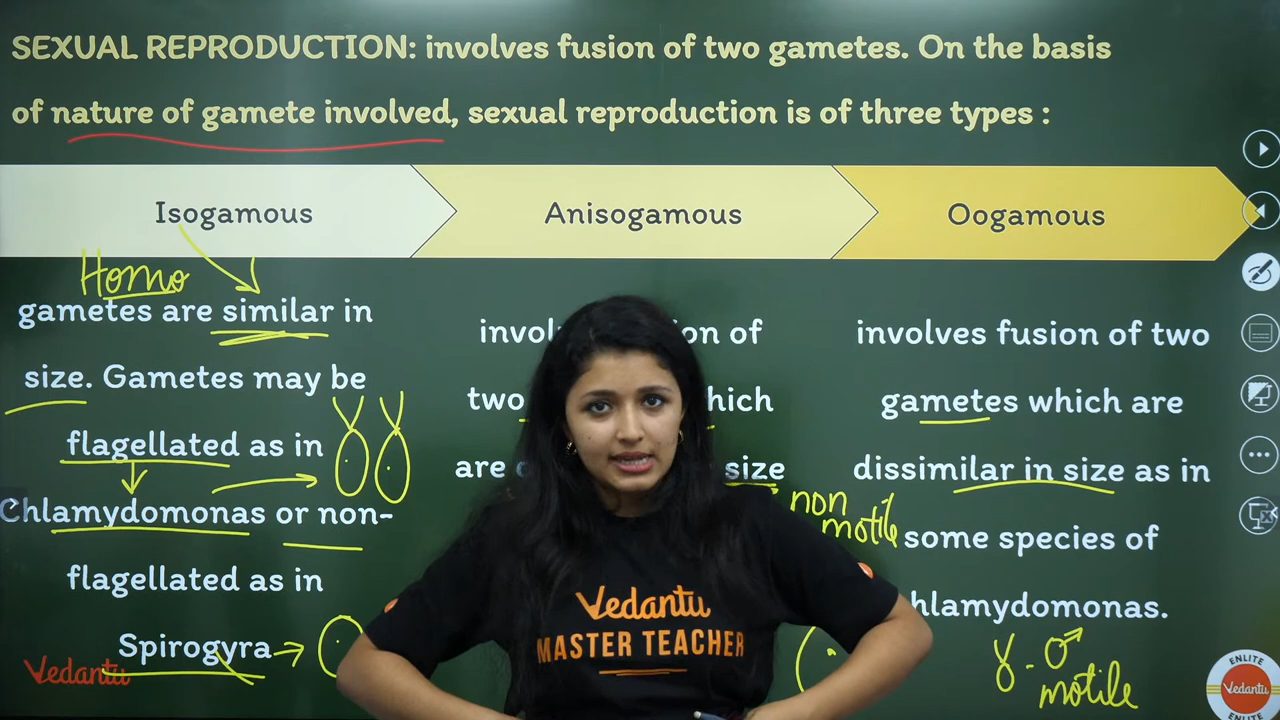 SEXUAL REPRODUCTION: involves fusion of two gametes. On the basis
of nature of gamete involved, sexual reproduction is of three types :
Isogamous
Anisogamous
Oogamous
Homo
gametes are similar in
size. Gametes may be
flagellated as in
Chlamydomonas or non-
flagellated as in
Spirogyra
of
two
hich
are
size
non
motile
involves fusion of two
gametes which are
dissimilar in size as in
some species of
hlamydomonas.
♂
motile
Vedantu
MASTER TEACHER
Vedantu
ENLITE
Vedantu
ENLITE